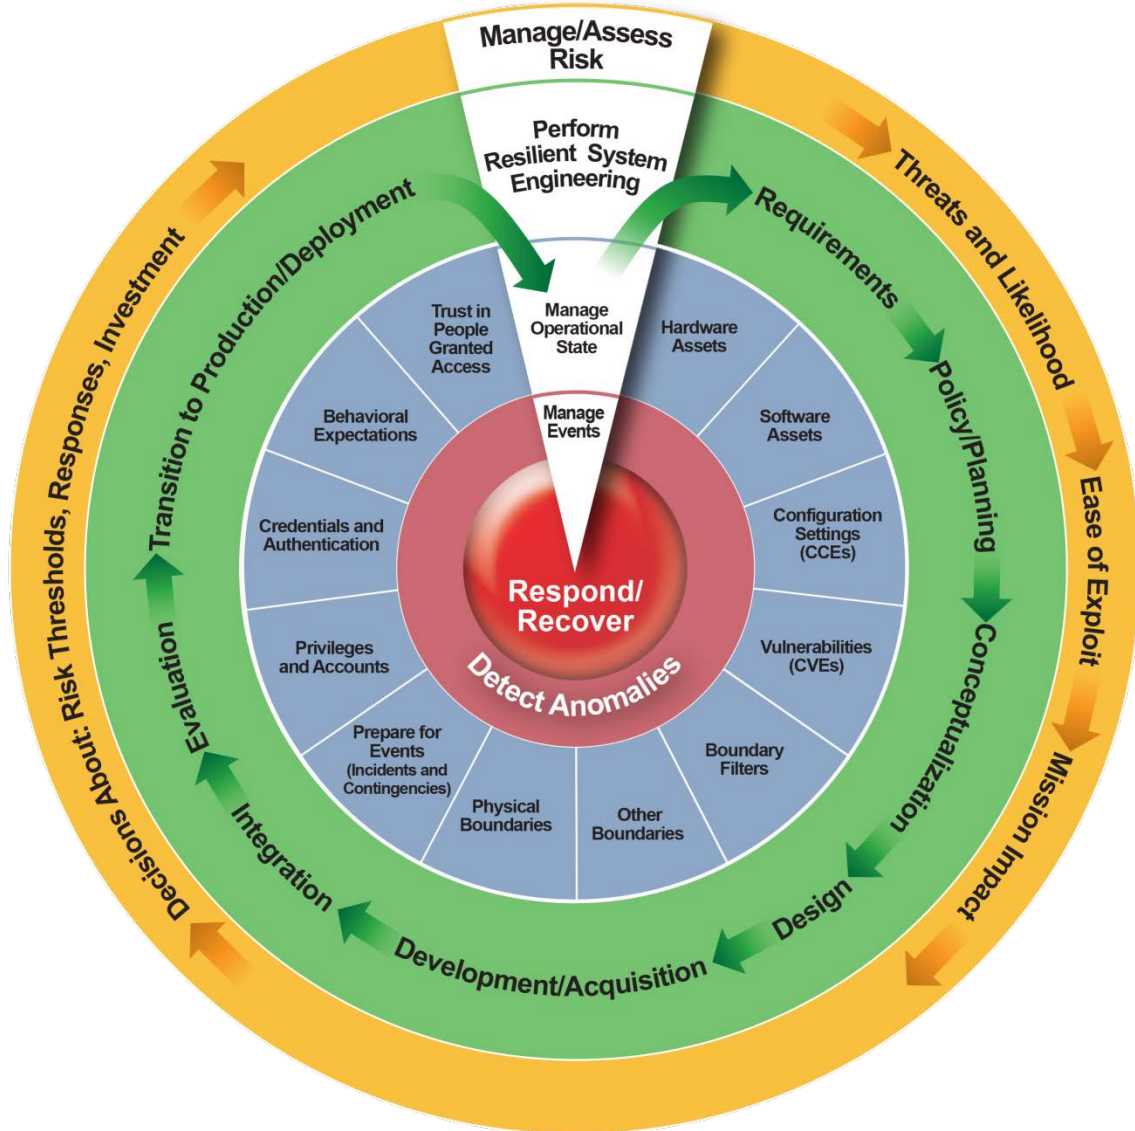 Manage/Assess
Risk
Perform
Resilient System
Engineering
Manage
Operational
State
Manage
Events
Threats and Likelihood
Ease of Exploit
Mission Impact
Decisions About: Risk Thresholds, Responses, Investment
Requirements
Policy/Planning
Conceptualization
Design
Development/Acquisition
Integration
Evaluation
Transition to Production/Deployment
Hardware
Assets
Software
Assets
Configuration
Settings
(CCEs)
Vulnerabilities
(CVEs)
Boundary
Filters
Other
Boundaries
Physical
Boundaries
Prepare for
Events
(Incidents and
Contingencies)
Privileges
and Accounts
Credentials and
Authentication
Behavioral
Expectations
Trust in
People
Granted
Access
Respond/
Recover
Detect Anomalies